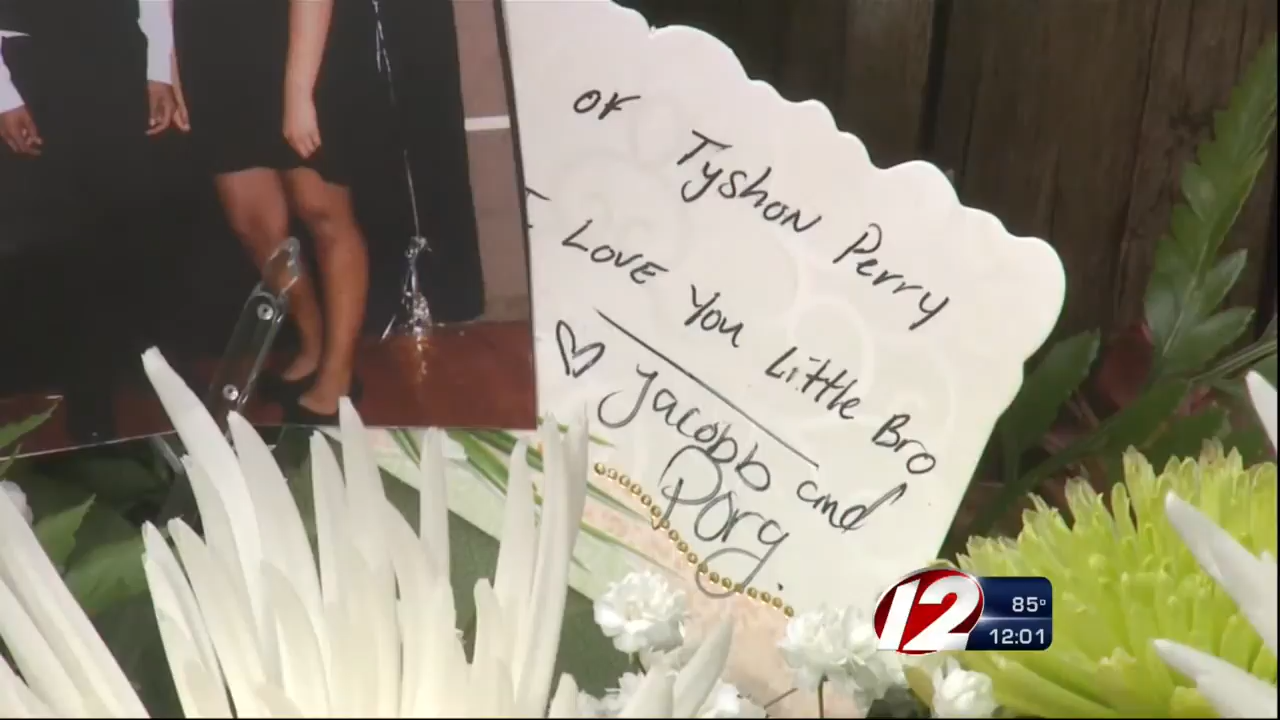 OF
Tyshon Perry
I LOVE You Little Bro
Jacobb and
Porg.
12
85°
12:01